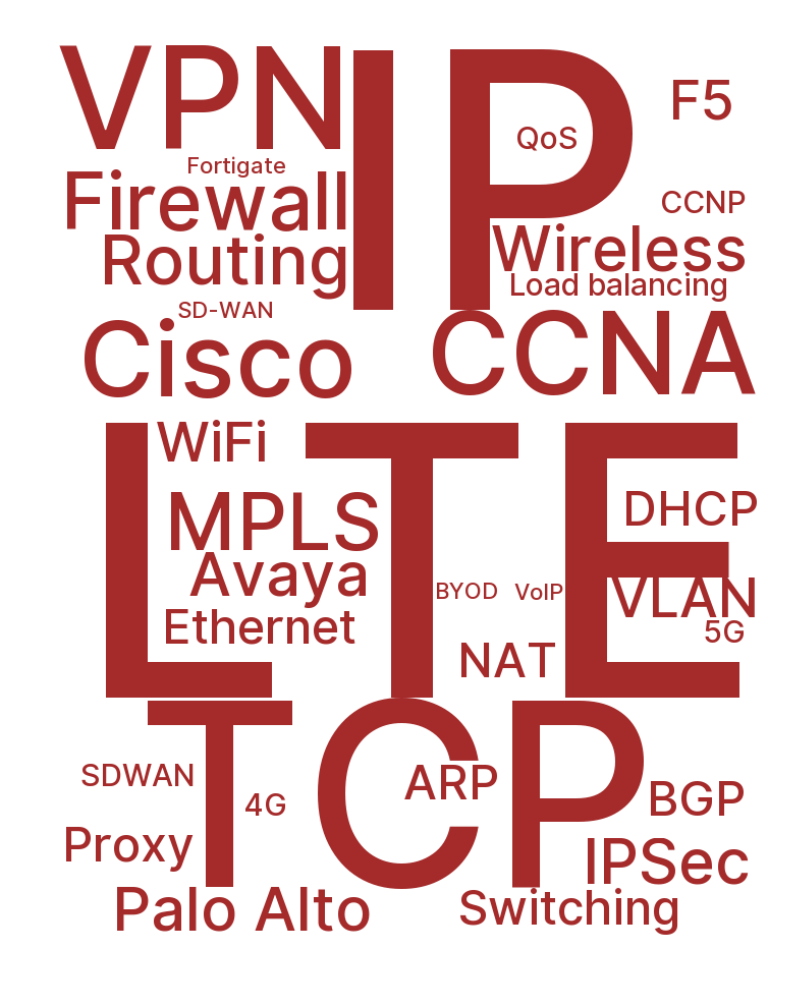 VPN
IP
F5
QoS
Fortigate
Firewall
CCNP
Routing
Wireless
Load balancing
SD-WAN
Cisco
CCNA
LTE
WiFi
MPLS
DHCP
Avaya
BYOD
VoIP
VLAN
Ethernet
5G
NAT
TCP
SDWAN
ARP
4G
BGP
Proxy
IPSec
Palo Alto
Switching